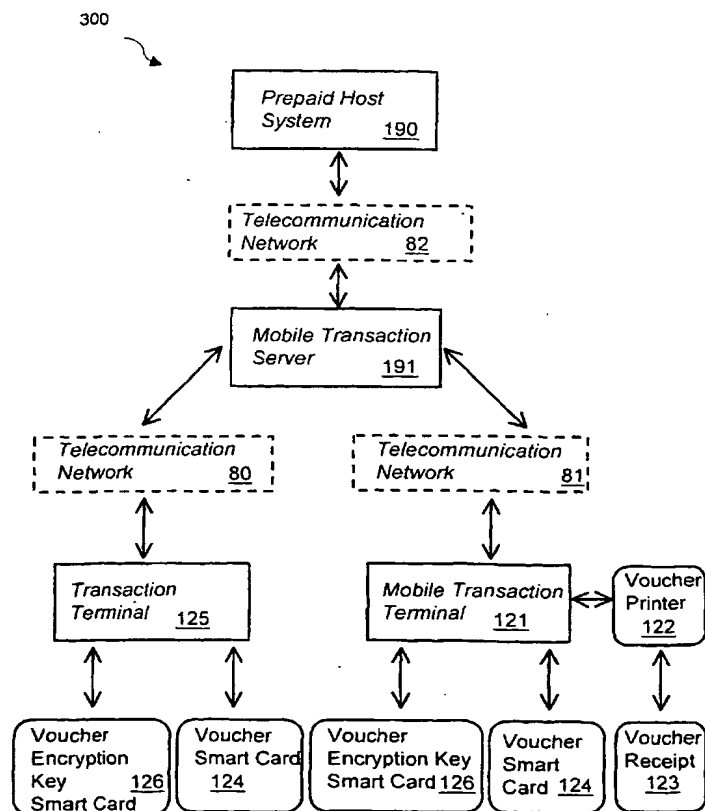 300
Prepaid Host
System 190
Telecommunication
Network 82
Mobile Transaction
Server 191
Telecommunication
Network 80
Telecommunication
Network 81
Transaction
Terminal 125
Mobile Transaction
Terminal 121
Voucher
Printer
122
Voucher
Encryption
Key 126
Smart Card
Voucher
Smart Card
124
Voucher
Encryption Key
Smart Card 126
Voucher
Smart
Card 124
Voucher
Receipt
123